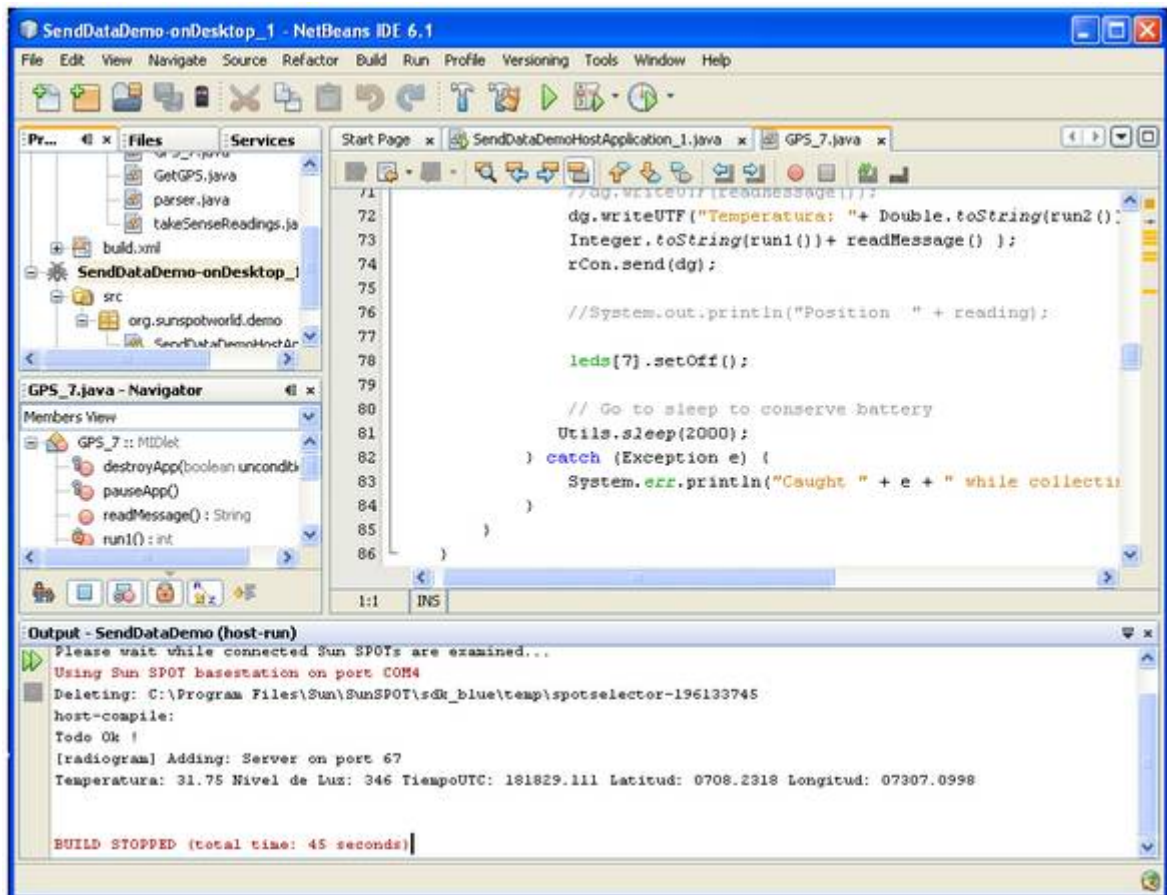 SendDataDemo-onDesktop_1 - NetBeans IDE 6.1
File Edit View Navigate Source Refactor Build Run Profile Versioning Tools Window Help
Pr... Files Services
GetGPS.java
parser.java
takeSenseReadings.ja
build.xml
SendDataDemo-onDesktop_1
src
org.sunspotworld.demo
SendDataDemoHostAp
GPS_7.java - Navigator
Members View
GPS_7 :: MIDlet
destroyApp(boolean unconditi
pauseApp()
readMessage() : String
run1() : int
Start Page SendDataDemoHostApplication_1.java GPS_7.java
71 //dg.writeUTF(readMessage());
72 dg.writeUTF("Temperatura: "+ Double.toString(run2()
73 Integer.toString(run1())+ readMessage() );
74 rCon.send(dg);
75
76 //System.out.println("Position " + reading);
77
78 leds[7].setOff();
79
80 // Go to sleep to conserve battery
81 Utils.sleep(2000);
82 } catch (Exception e) {
83 System.err.println("Caught " + e + " while collectin
84 }
85 }
86 }
1:1 INS
Output - SendDataDemo (host-run)
Please wait while connected Sun SPOTs are examined...
Using Sun SPOT basestation on port COM4
Deleting: C:\Program Files\Sun\SunSPOT\sdk_blue\temp\spotselector-196133745
host-compile:
Todo Ok !
[radiogram] Adding: Server on port 67
Temperatura: 31.75 Nivel de Luz: 346 TiempoUTC: 181829.111 Latitud: 0708.2318 Longitud: 07307.0998
BUILD STOPPED (total time: 45 seconds)